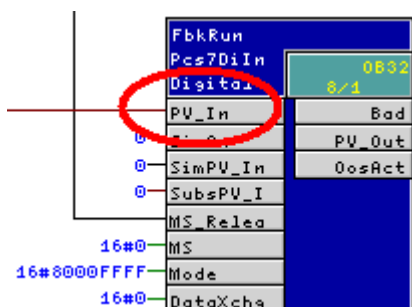 FbkRun
Pcs7DiIn
Digital
OB32
8/1
PV_In
Bad
0
PV_Out
0
SimPV_In
OosAct
0
SubsPV_I
MS_Relea
16#0
MS
16#8000FFFF
Mode
16#0
DataXchg